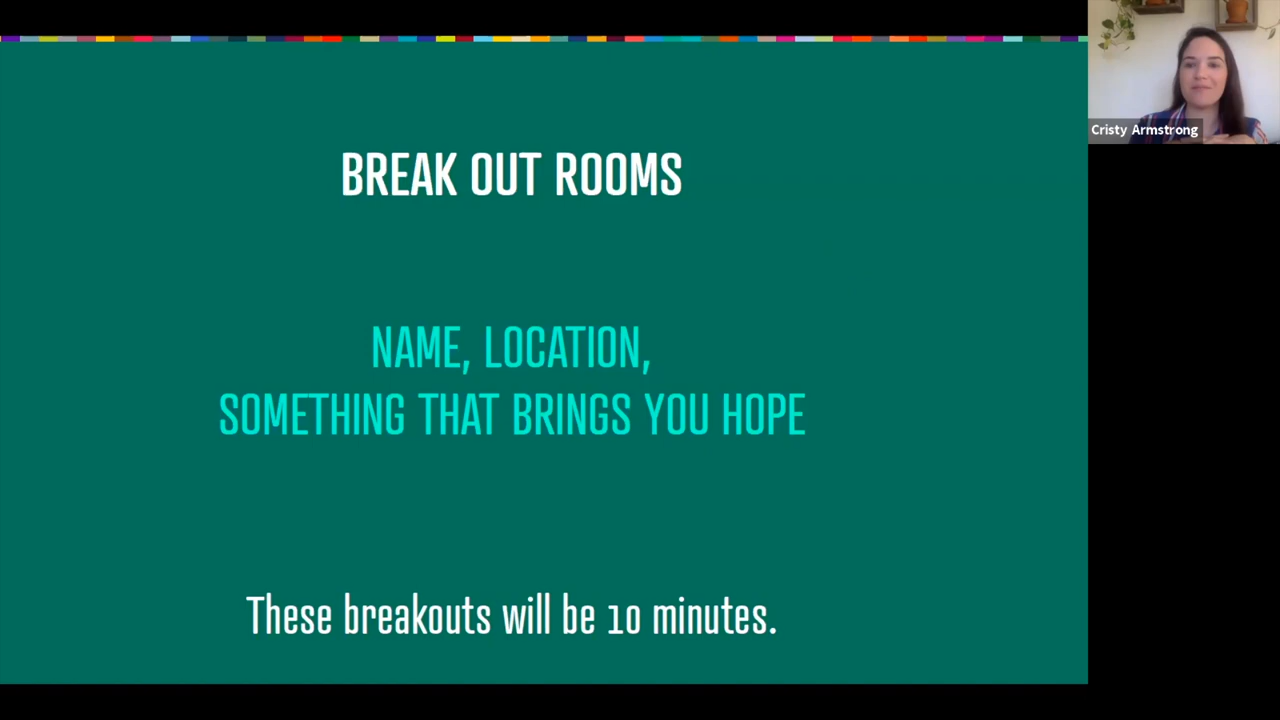 BREAK OUT ROOMS
NAME, LOCATION,
SOMETHING THAT BRINGS YOU HOPE
These breakouts will be 10 minutes.
Cristy Armstrong